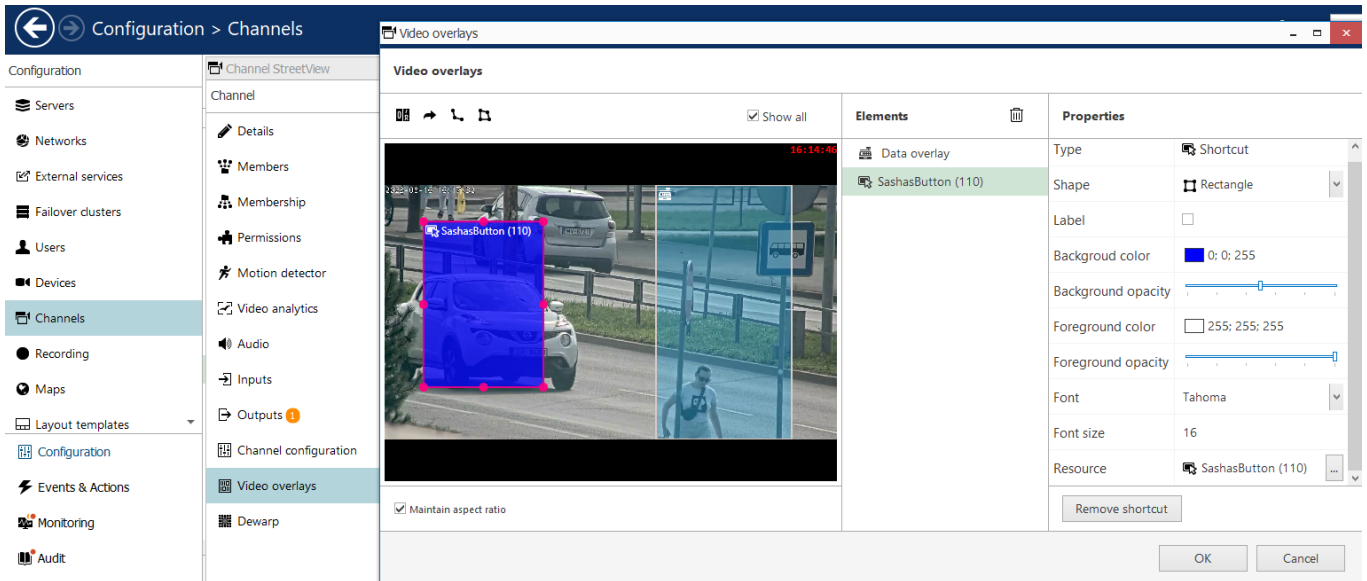 Configuration > Channels
Configuration
Servers
Networks
External services
Failover clusters
Users
Devices
Channels
Recording
Maps
Layout templates
Configuration
Events & Actions
Monitoring
Audit
Channel StreetView
Channel
Details
Members
Membership
Permissions
Motion detector
Video analytics
Audio
Inputs
Outputs 1
Channel configuration
Video overlays
Dewarp
Video overlays
Video overlays
Show all
16:14:46
SashasButton (110)
Maintain aspect ratio
Elements
Data overlay
SashasButton (110)
Properties
Type Shortcut
Shape Rectangle
Label
Backgroud color 0; 0; 255
Background opacity
Foreground color 255; 255; 255
Foreground opacity
Font Tahoma
Font size 16
Resource SashasButton (110) ...
Remove shortcut
OK Cancel